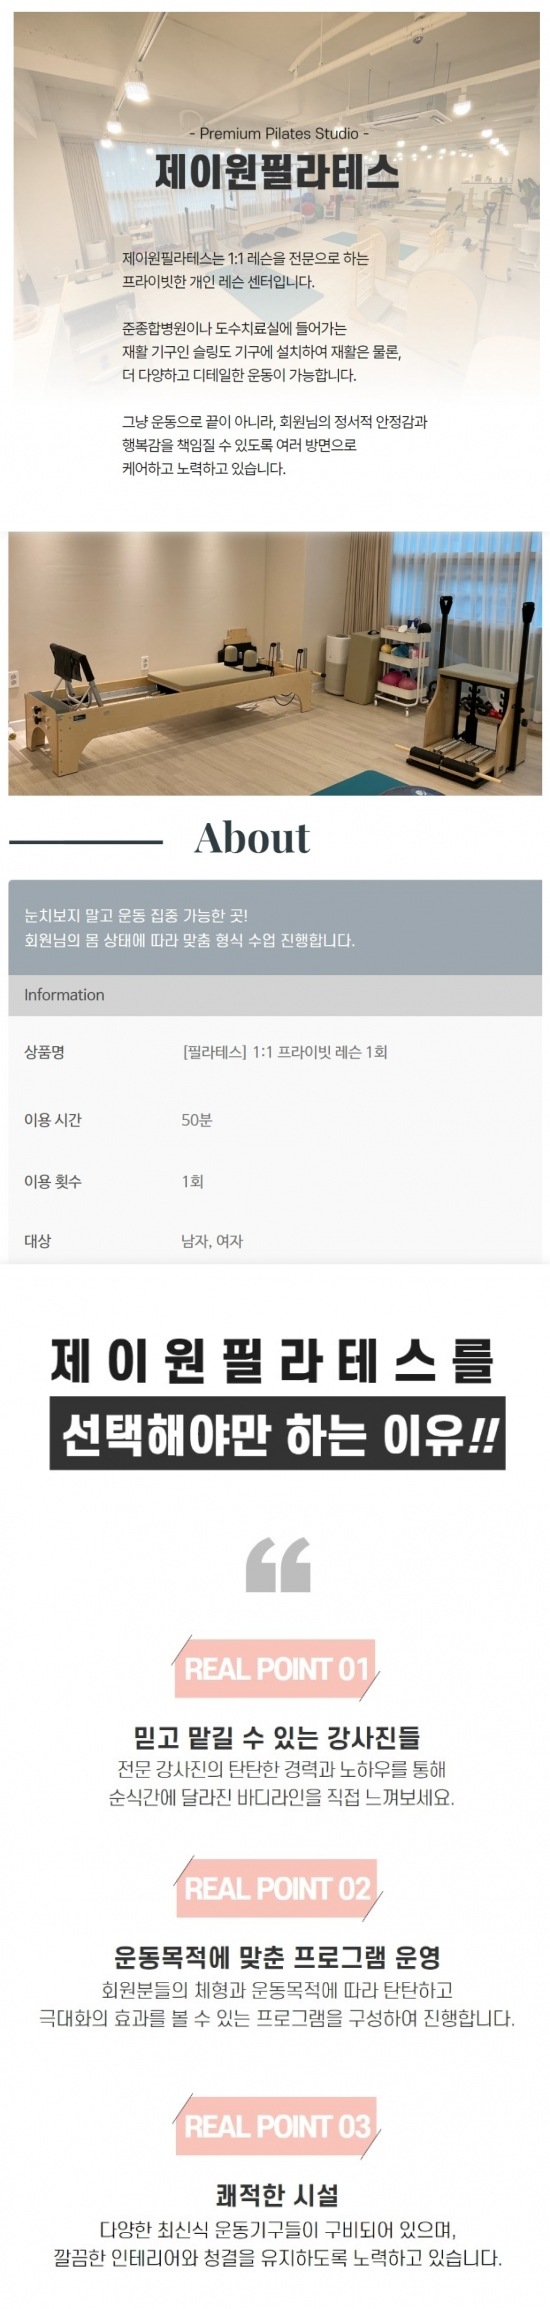 - Premium Pilates Studio -
제이원필라테스
제이원필라테스는 1:1 레슨을 전문으로 하는
프라이빗한 개인 레슨 센터입니다.
준종합병원이나 도수치료실에 들어가는
재활 기구인 슬링도 기구에 설치하여 재활은 물론,
더 다양하고 디테일한 운동이 가능합니다.
그냥 운동으로 끝이 아니라, 회원님의 정서적 안정감과
행복감을 책임질 수 있도록 여러 방면으로
케어하고 노력하고 있습니다.
About
눈치보지 말고 운동 집중 가능한 곳!
회원님의 몸 상태에 따라 맞춤 형식 수업 진행합니다.
Information
상품명 [필라테스] 1:1 프라이빗 레슨 1회
이용 시간 50분
이용 횟수 1회
대상 남자, 여자
제이원필라테스를
선택해야만 하는 이유!!
REAL POINT 01
믿고 맡길 수 있는 강사진들
전문 강사진의 탄탄한 경력과 노하우를 통해
순식간에 달라진 바디라인을 직접 느껴보세요.
REAL POINT 02
운동목적에 맞춘 프로그램 운영
회원분들의 체형과 운동목적에 따라 탄탄하고
극대화의 효과를 볼 수 있는 프로그램을 구성하여 진행합니다.
REAL POINT 03
쾌적한 시설
다양한 최신식 운동기구들이 구비되어 있으며,
깔끔한 인테리어와 청결을 유지하도록 노력하고 있습니다.